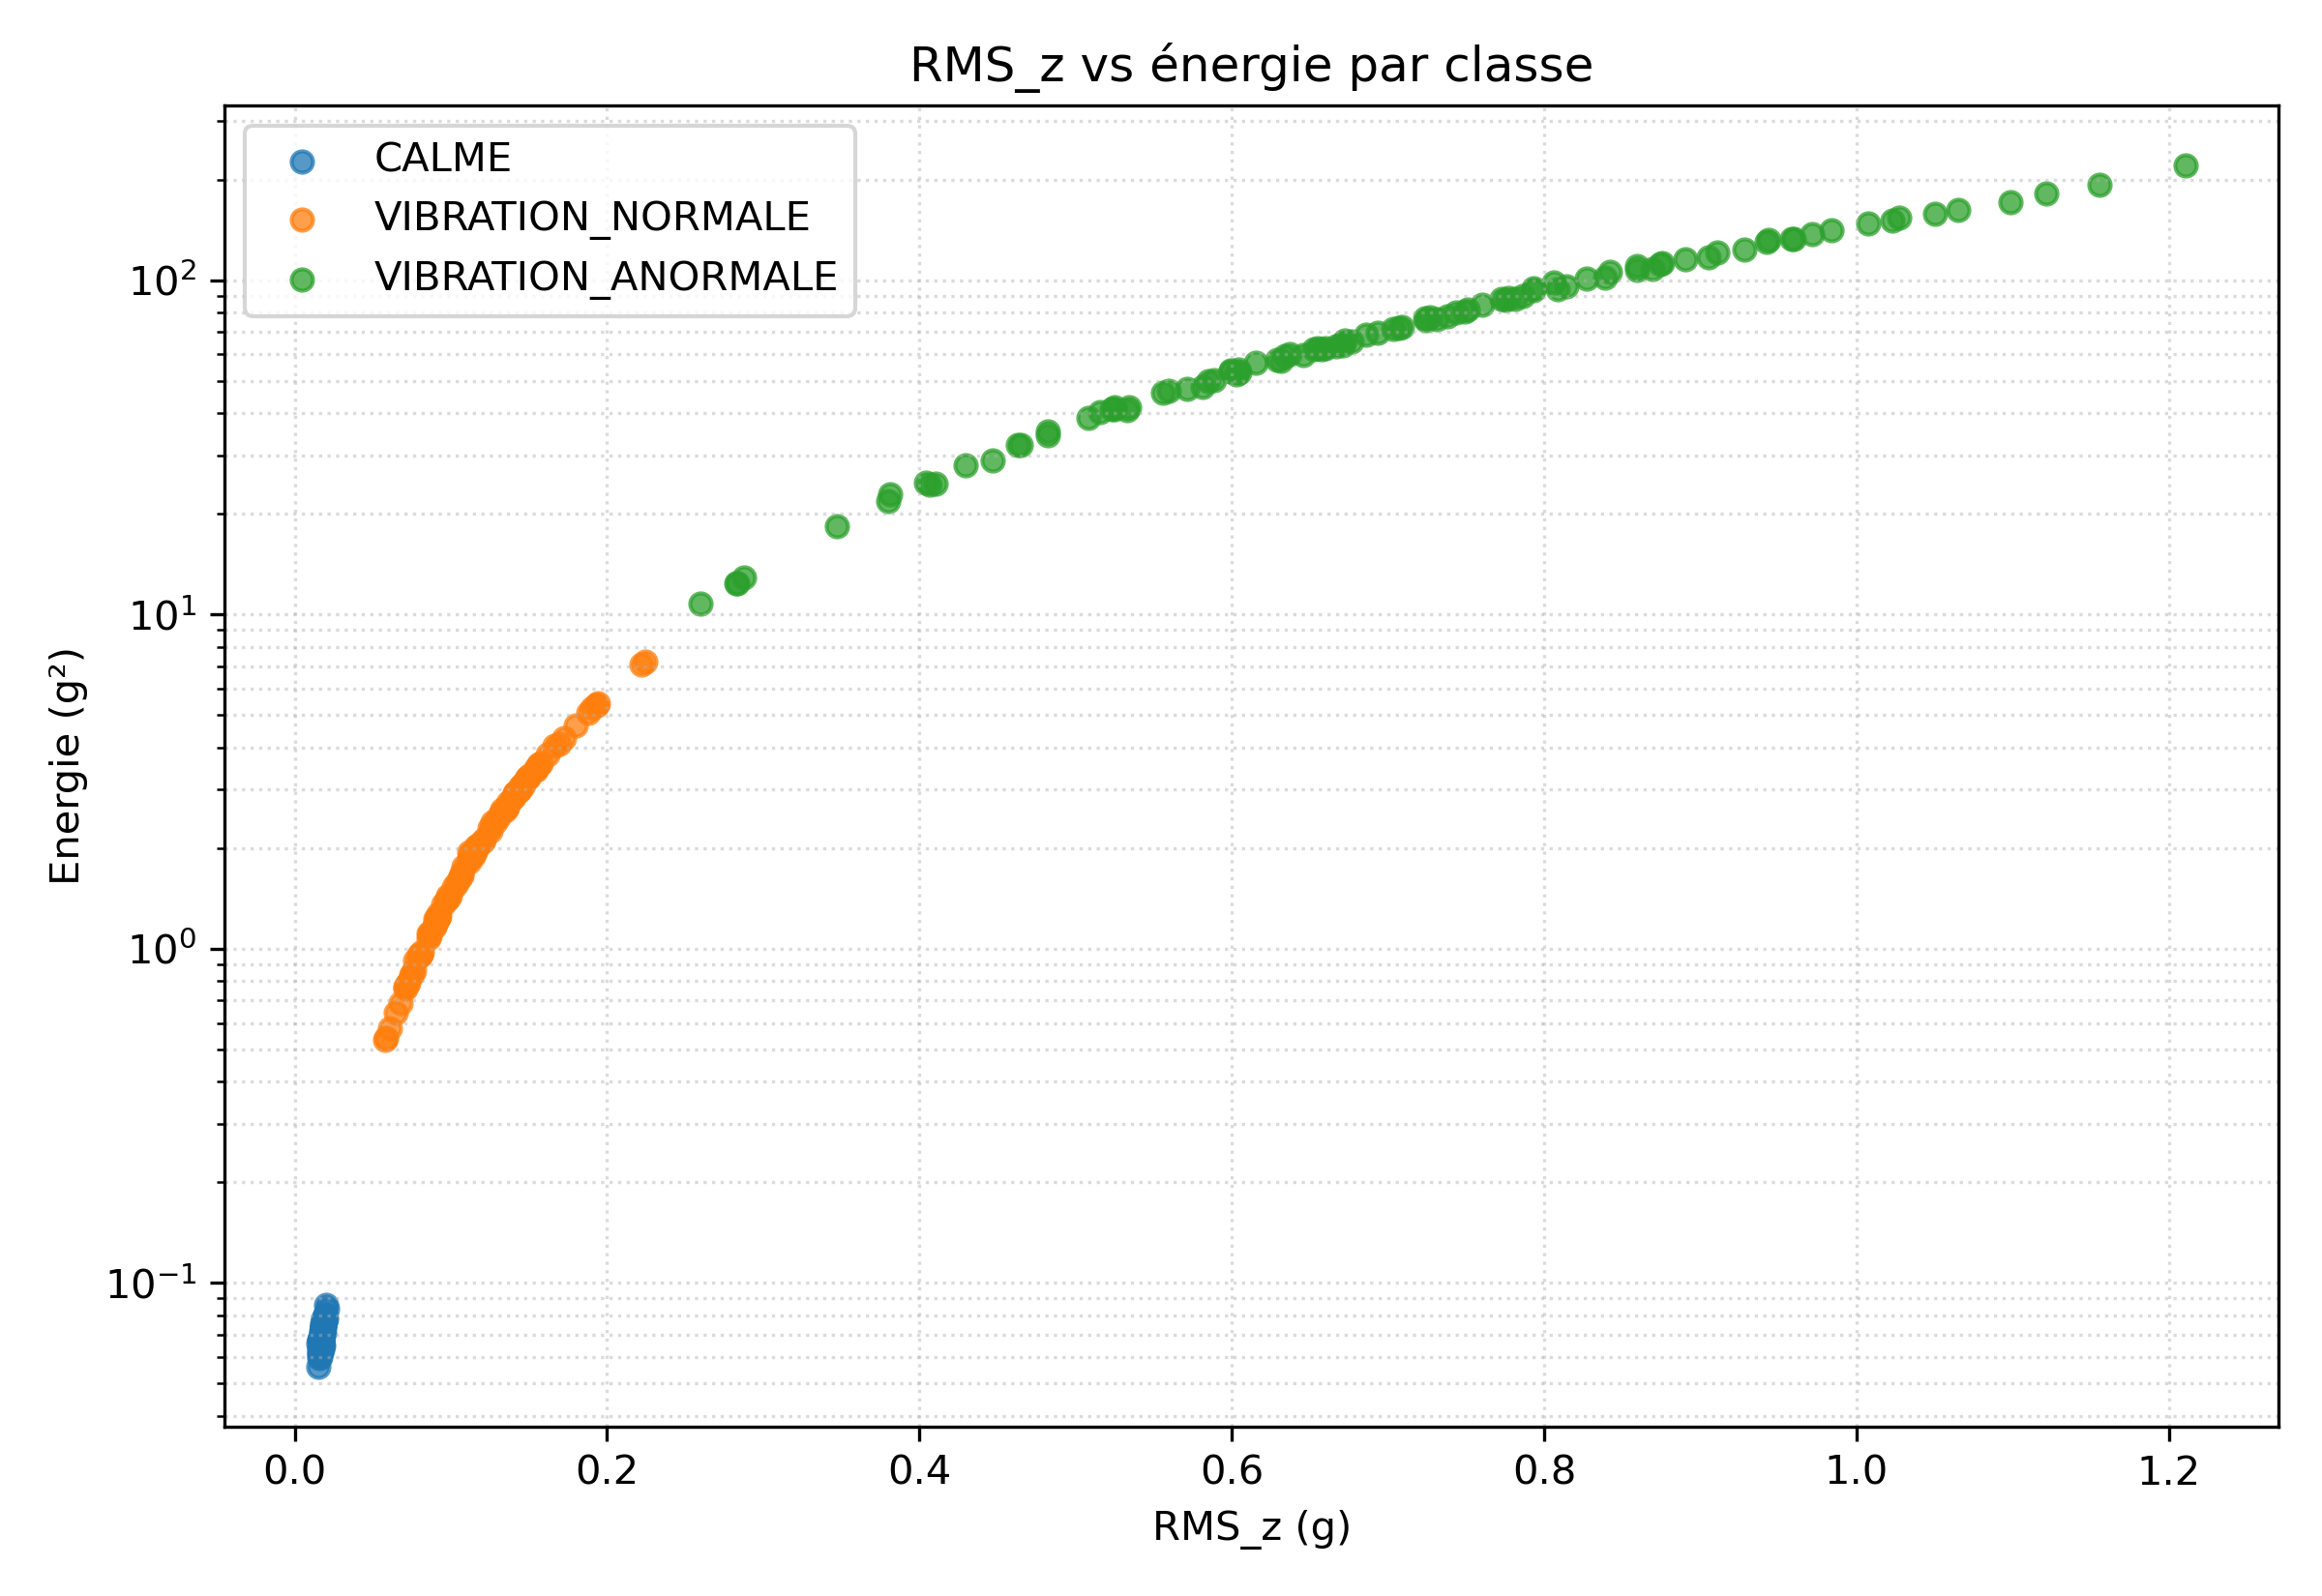 RMS_z vs énergie par classe
CALME
VIBRATION_NORMALE
VIBRATION_ANORMALE
Energie (g²)
10²
10¹
10⁰
10⁻¹
0.0 0.2 0.4 0.6 0.8 1.0 1.2
RMS_z (g)